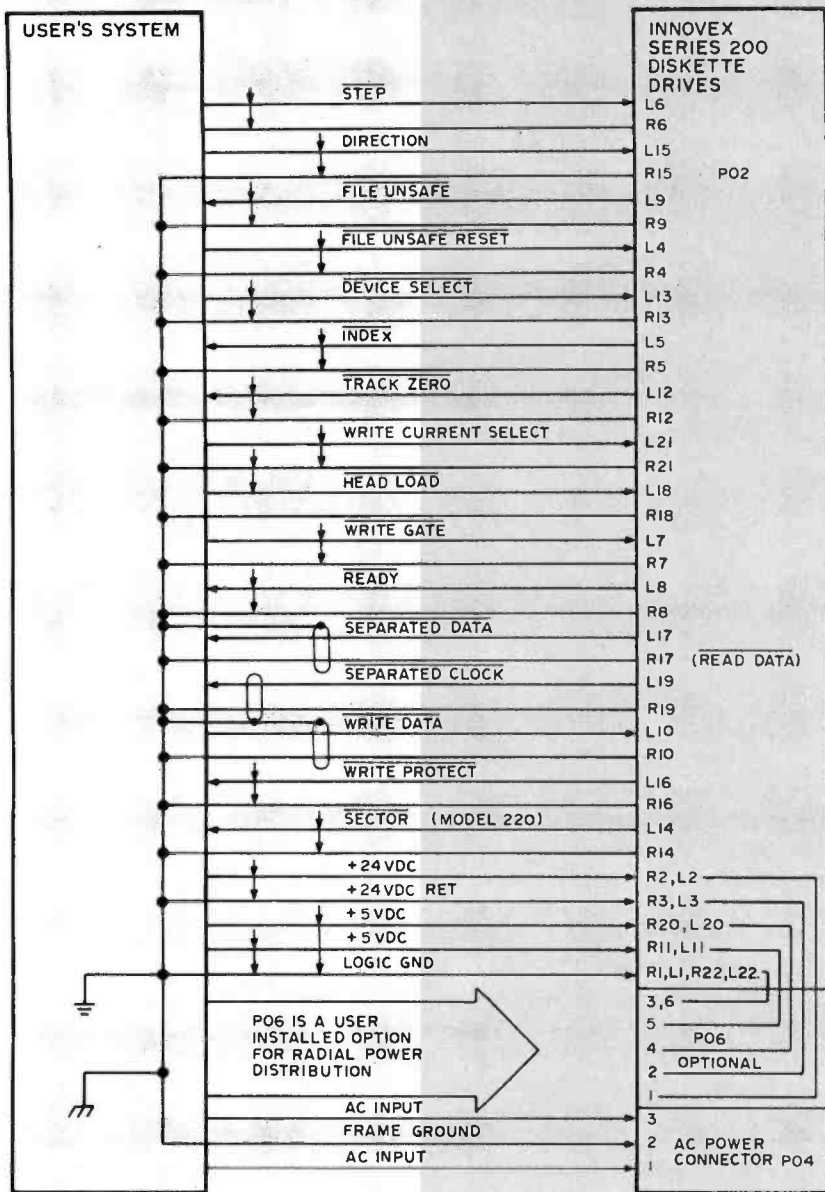 USER'S SYSTEM
INNOVEX
SERIES 200
DISKETTE
DRIVES
STEP
L6
R6
DIRECTION
L15
R15
PO2
FILE UNSAFE
L9
R9
FILE UNSAFE RESET
L4
R4
DEVICE SELECT
L13
R13
INDEX
L5
R5
TRACK ZERO
L12
R12
WRITE CURRENT SELECT
L21
R21
HEAD LOAD
L18
R18
WRITE GATE
L7
R7
READY
L8
R8
SEPARATED DATA
L17
R17
(READ DATA)
SEPARATED CLOCK
L19
R19
WRITE DATA
L10
R10
WRITE PROTECT
L16
R16
SECTOR (MODEL 220)
L14
R14
+24 VDC
R2, L2
+24VDC RET
R3, L3
+5 VDC
R20, L20
+5 VDC
R11, L11
LOGIC GND
R1, L1, R22, L22
3,6
5
PO6
4
OPTIONAL
2
1
PO6 IS A USER
INSTALLED OPTION
FOR RADIAL POWER
DISTRIBUTION
AC INPUT
3
FRAME GROUND
2
AC INPUT
1
AC POWER
CONNECTOR PO4